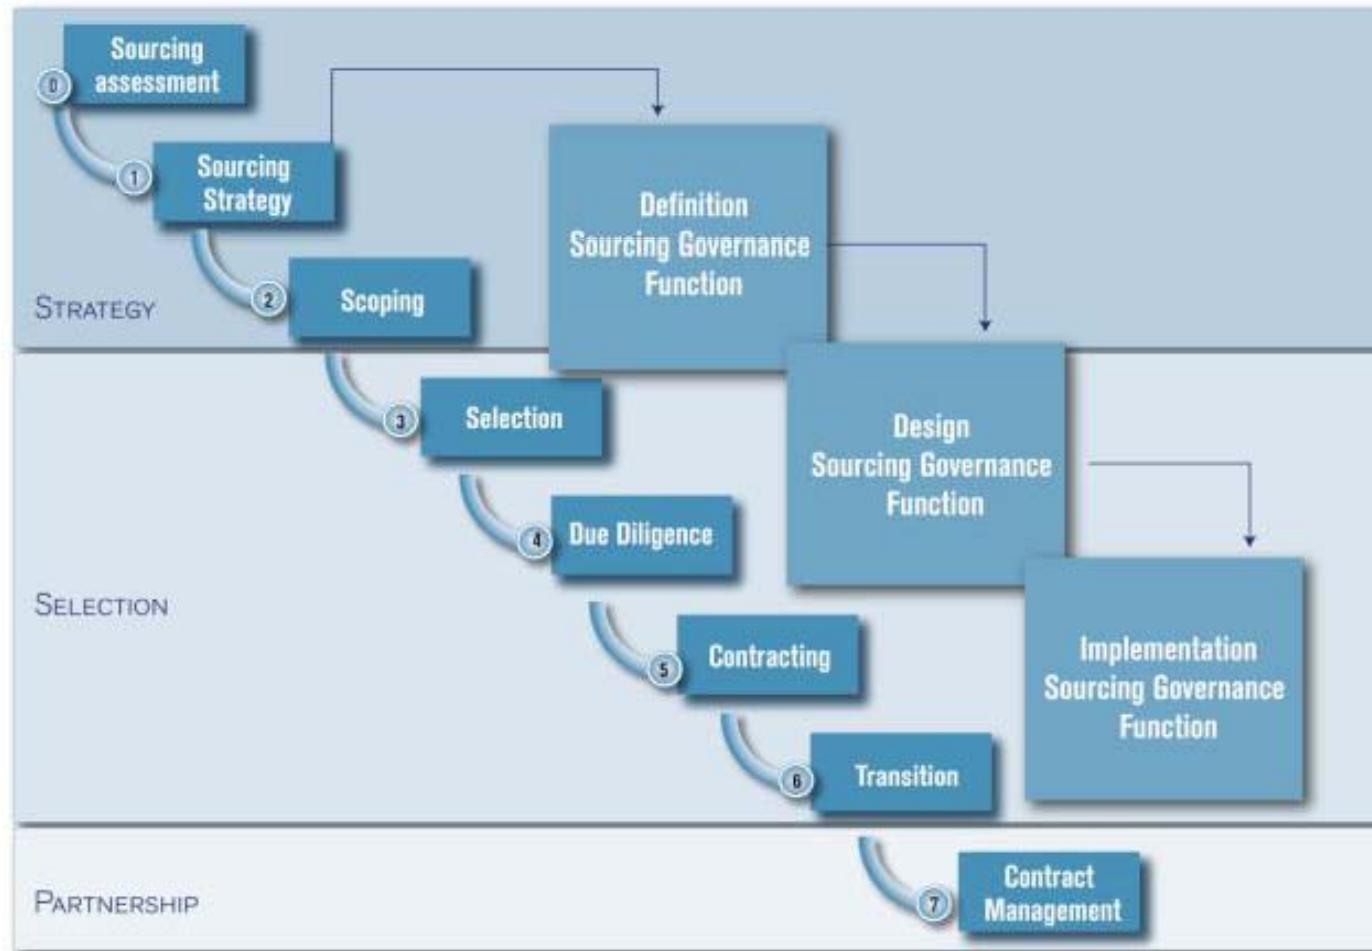 0
Sourcing
assessment
1
Sourcing
Strategy
2
Scoping
STRATEGY
Definition
Sourcing Governance
Function
3
Selection
4
Due Diligence
5
Contracting
6
Transition
SELECTION
Design
Sourcing Governance
Function
Implementation
Sourcing Governance
Function
7
Contract
Management
PARTNERSHIP